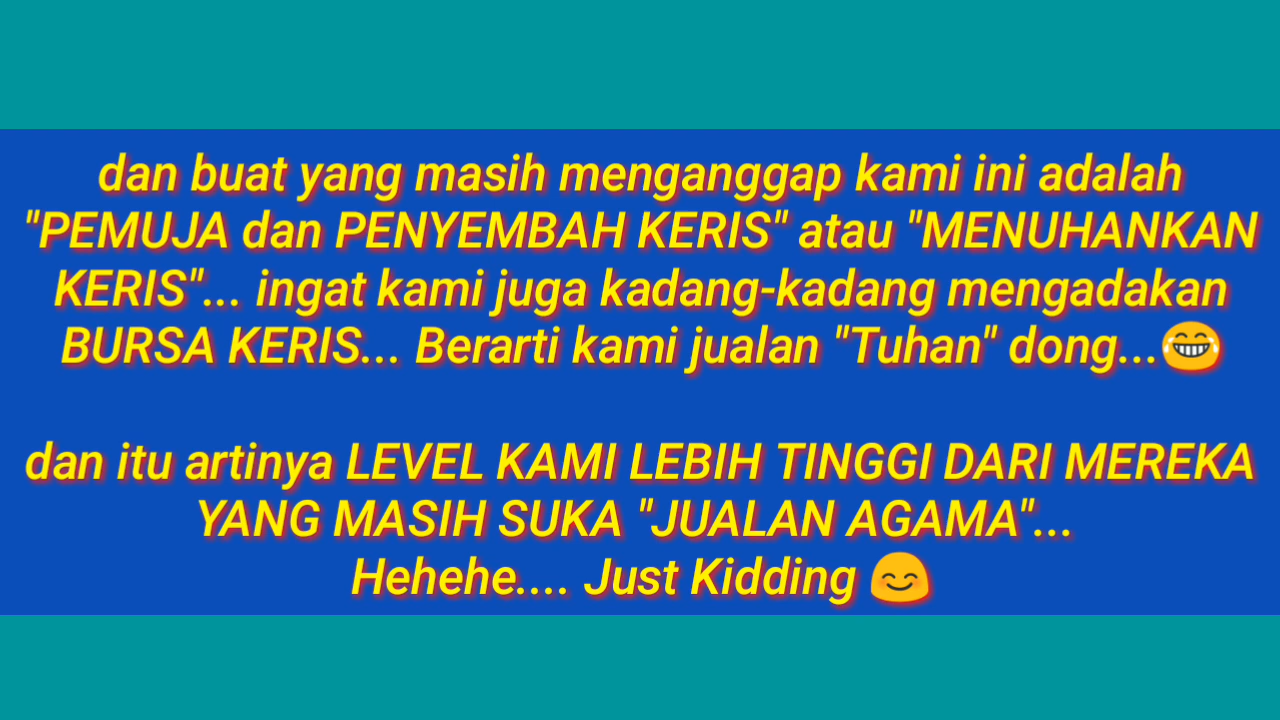 dan buat yang masih menganggap kami ini adalah
"PEMUJA dan PENYEMBAH KERIS" atau "MENUHANKAN
KERIS"... ingat kami juga kadang-kadang mengadakan
BURSA KERIS... Berarti kami jualan "Tuhan" dong...😂
dan itu artinya LEVEL KAMI LEBIH TINGGI DARI MEREKA
YANG MASIH SUKA "JUALAN AGAMA"...
Hehehe.... Just Kidding 😊